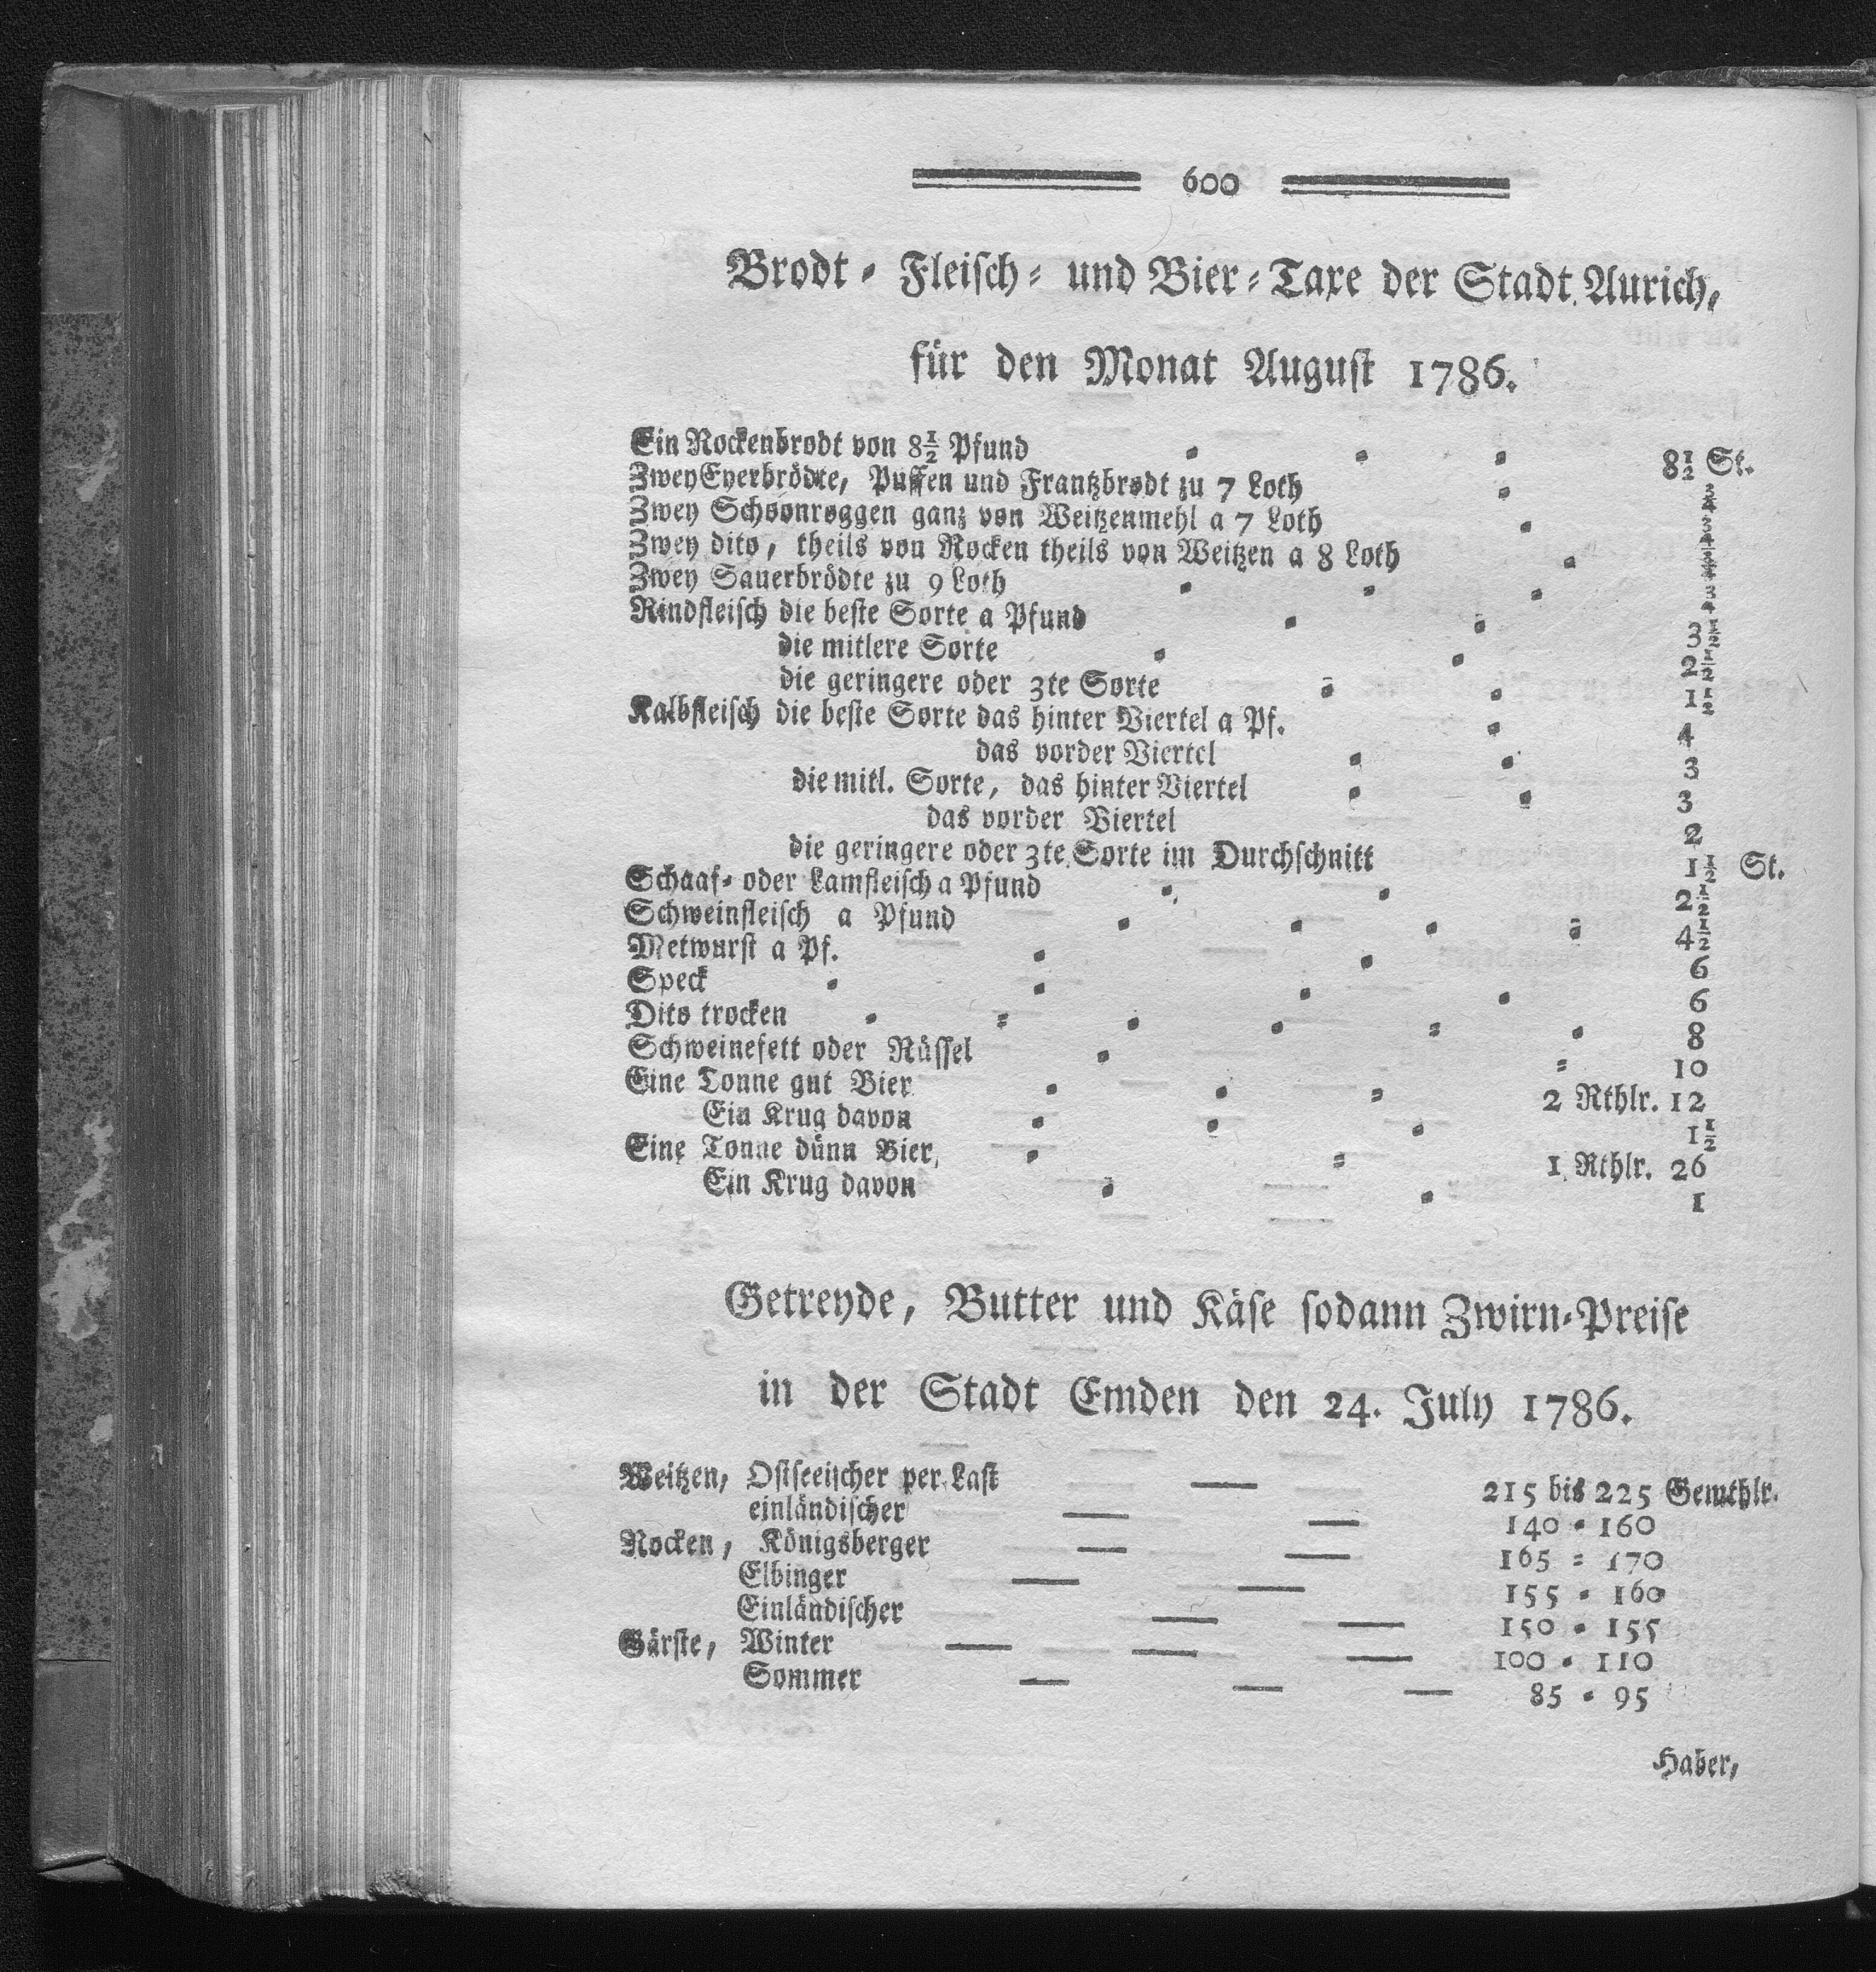 600
Brodt- Fleisch- und Bier-Taxe der Stadt Aurich,
für den Monat August 1786.
Ein Rockenbrodt von 8½ Pfund 8½ St.
Zwey Eyerbrödte, Puffen und Frantzbrodt zu 7 Loth ¾
Zwey Schoonroggen ganz von Weitzenmehl a 7 Loth ¾
Zwey dito, theils von Rocken theils von Weitzen a 8 Loth ¾
Zwey Sauerbrödte zu 9 Loth ¾
Rindfleisch die beste Sorte a Pfund 3½
die mitlere Sorte 2½
die geringere oder 3te Sorte 1½
Kalbfleisch die beste Sorte das hinter Viertel a Pf. 4
das vorder Viertel 3
die mitl. Sorte, das hinter Viertel 3
das vorder Viertel 2
die geringere oder 3te Sorte im Durchschnitt 1½ St.
Schaaf- oder Lamfleisch a Pfund 2½
Schweinfleisch a Pfund 4½
Metwurst a Pf. 6
Speck 6
Dito trocken 8
Schweinefett oder Rüssel 10
Eine Tonne gut Bier 2 Rthlr. 12
Ein Krug davon 1½
Eine Tonne dünn Bier, 1 Rthlr. 26
Ein Krug davon 1
Getreyde, Butter und Käse sodann Zwirn-Preise
in der Stadt Emden den 24. July 1786.
Weitzen, Ostseeischer per Last — 215 bis 225 Gemthlr.
einländischer — — 140 - 160
Rocken, Königsberger — — 165 - 170
Elbinger — — 155 - 160
Einländischer — — 150 - 155
Gärste, Winter — — — 100 - 110
Sommer — — — 85 - 95
Haber,